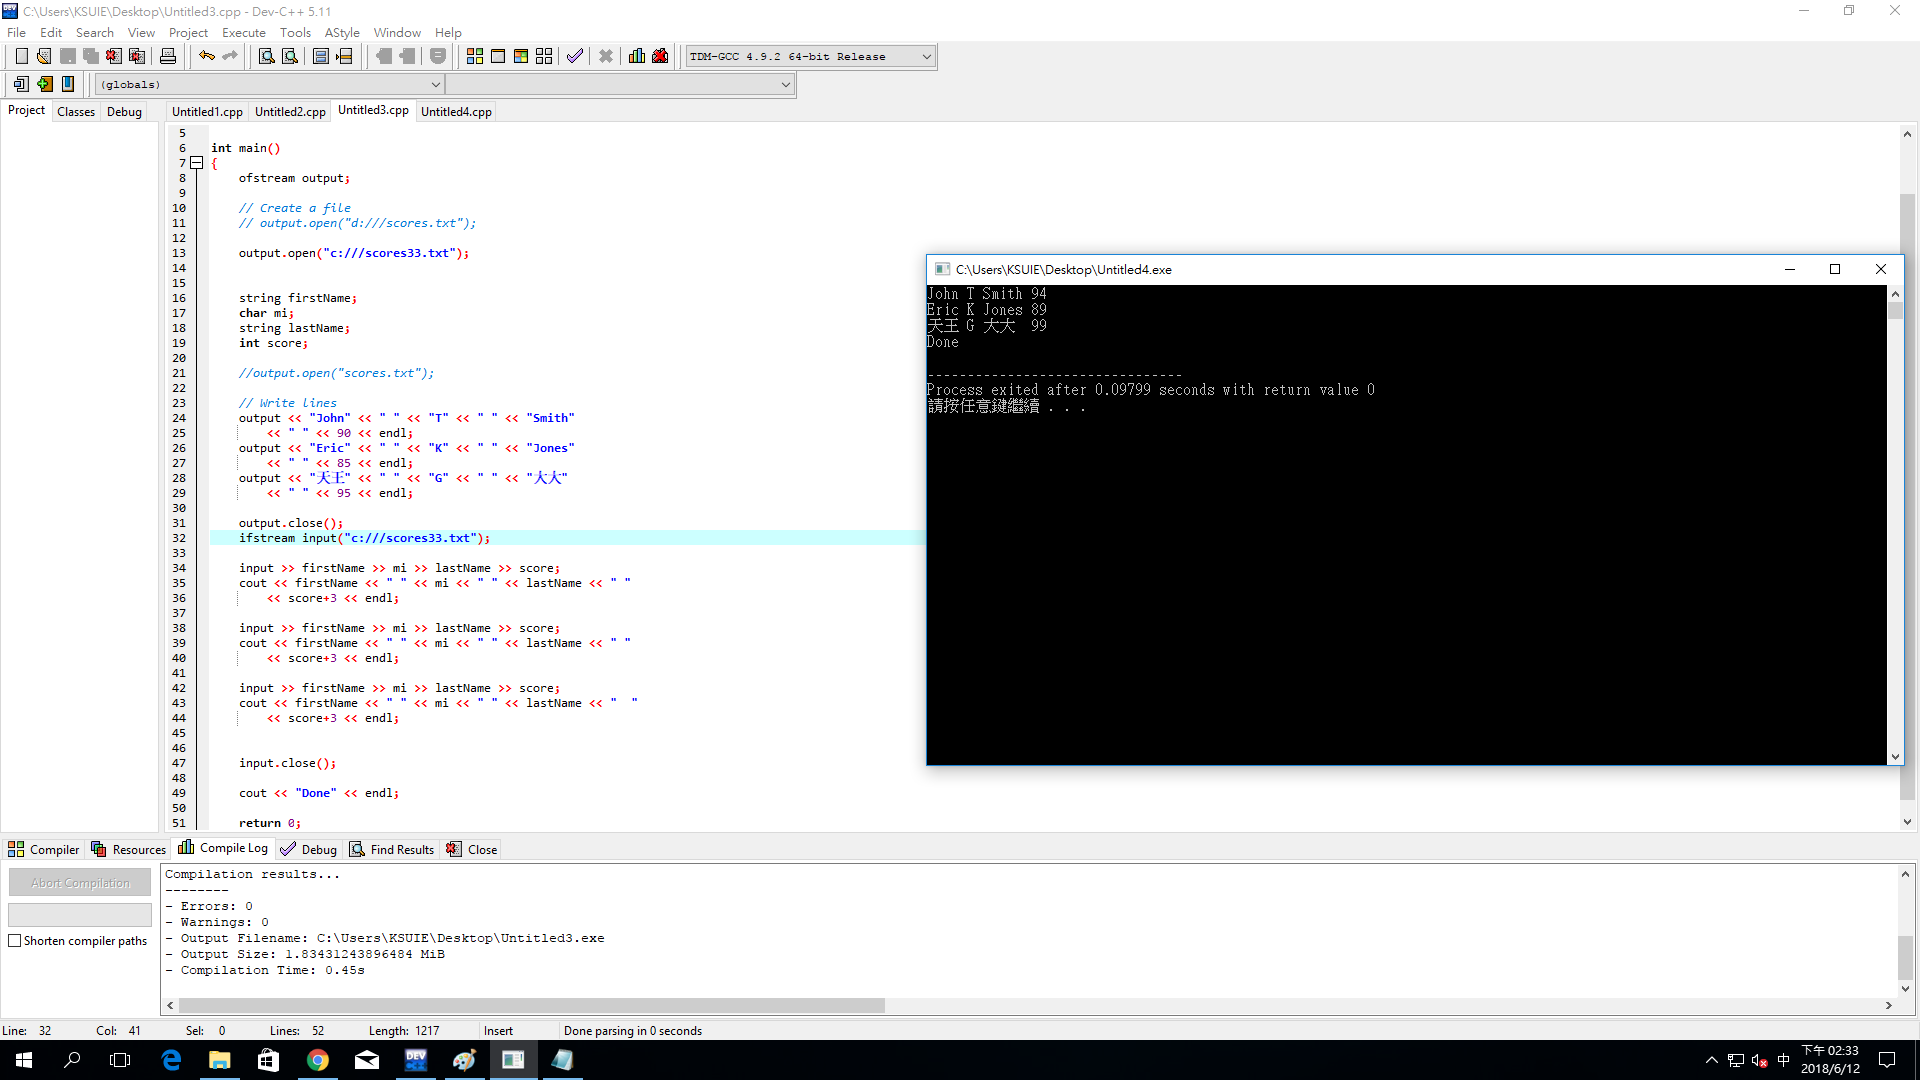 C:\Users\KSUIE\Desktop\Untitled3.cpp - Dev-C++ 5.11
File Edit Search View Project Execute Tools AStyle Window Help
TDM-GCC 4.9.2 64-bit Release
(globals)
Project Classes Debug
Untitled1.cpp Untitled2.cpp Untitled3.cpp Untitled4.cpp
5
6 int main()
7 {
8 ofstream output;
9
10 // Create a file
11 // output.open("d:///scores.txt");
12
13 output.open("c:///scores33.txt");
14
15
16 string firstName;
17 char mi;
18 string lastName;
19 int score;
20
21 //output.open("scores.txt");
22
23 // Write lines
24 output << "John" << " " << "T" << " " << "Smith"
25 << " " << 90 << endl;
26 output << "Eric" << " " << "K" << " " << "Jones"
27 << " " << 85 << endl;
28 output << "天王" << " " << "G" << " " << "大大"
29 << " " << 95 << endl;
30
31 output.close();
32 ifstream input("c:///scores33.txt");
33
34 input >> firstName >> mi >> lastName >> score;
35 cout << firstName << " " << mi << " " << lastName << " "
36 << score+3 << endl;
37
38 input >> firstName >> mi >> lastName >> score;
39 cout << firstName << " " << mi << " " << lastName << " "
40 << score+3 << endl;
41
42 input >> firstName >> mi >> lastName >> score;
43 cout << firstName << " " << mi << " " << lastName << "  "
44 << score+3 << endl;
45
46
47 input.close();
48
49 cout << "Done" << endl;
50
51 return 0;
C:\Users\KSUIE\Desktop\Untitled4.exe
John T Smith 94
Eric K Jones 89
天王 G 大大  99
Done
--------------------------------
Process exited after 0.09799 seconds with return value 0
請按任意鍵繼續 . . .
Compiler Resources Compile Log Debug Find Results Close
Abort Compilation
Shorten compiler paths
Compilation results...
--------
- Errors: 0
- Warnings: 0
- Output Filename: C:\Users\KSUIE\Desktop\Untitled3.exe
- Output Size: 1.83431243896484 MiB
- Compilation Time: 0.45s
Line: 32 Col: 41 Sel: 0 Lines: 52 Length: 1217 Insert Done parsing in 0 seconds
DEV
中
下午 02:33
2018/6/12